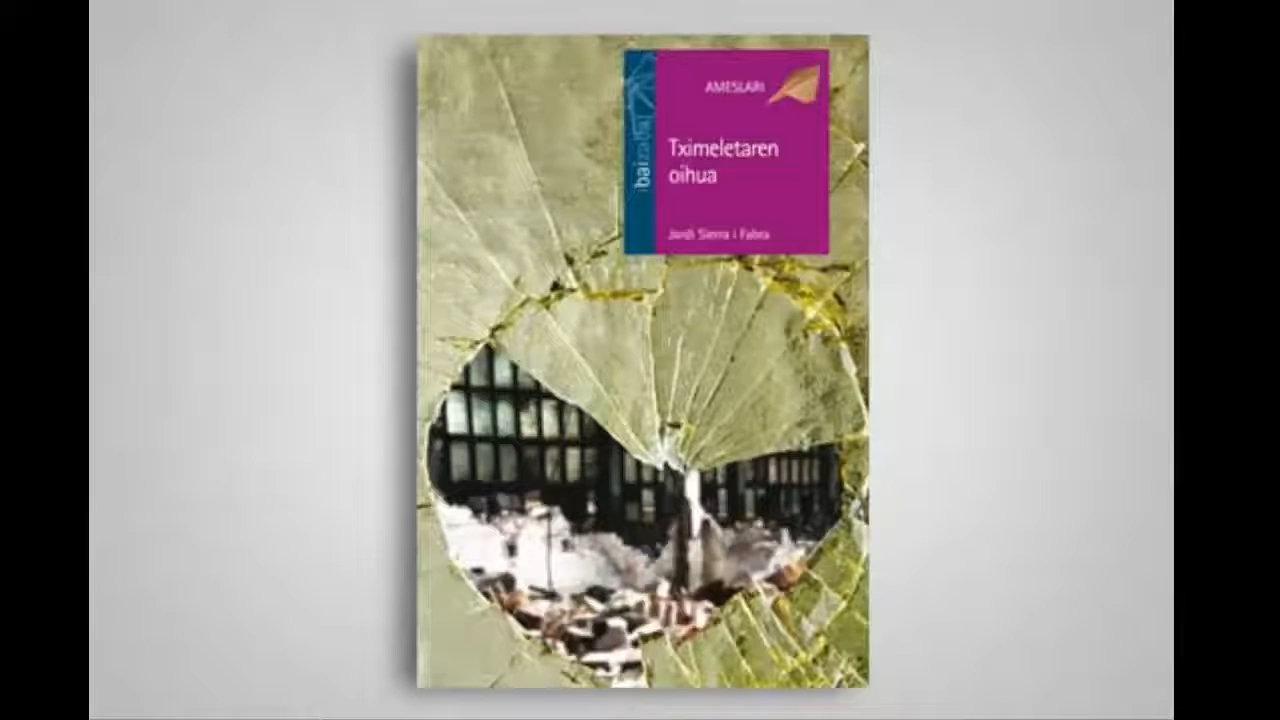 AMESLARI
Tximeletaren
oihua
Jordi Sierra i Fabra
ibaizabal